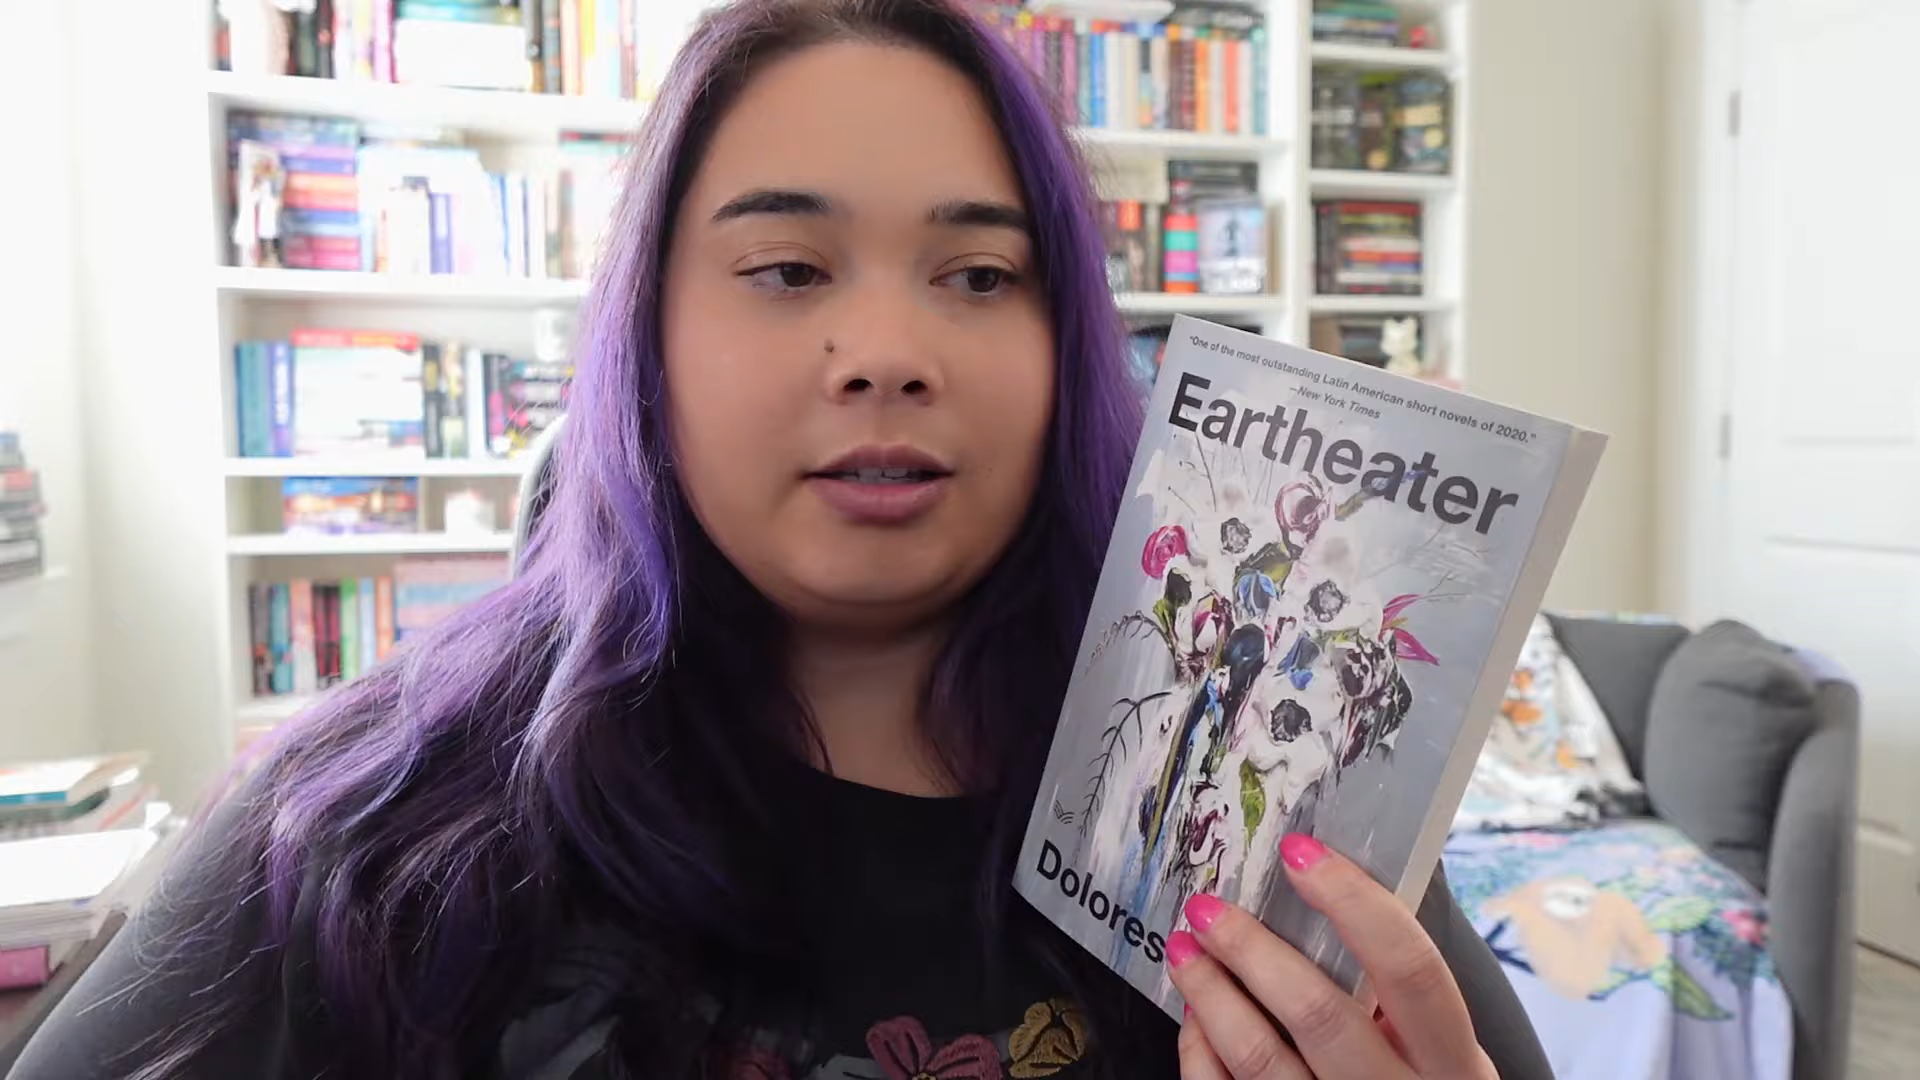 "One of the most outstanding Latin American short novels of 2020."
—New York Times
Eartheater
Dolores